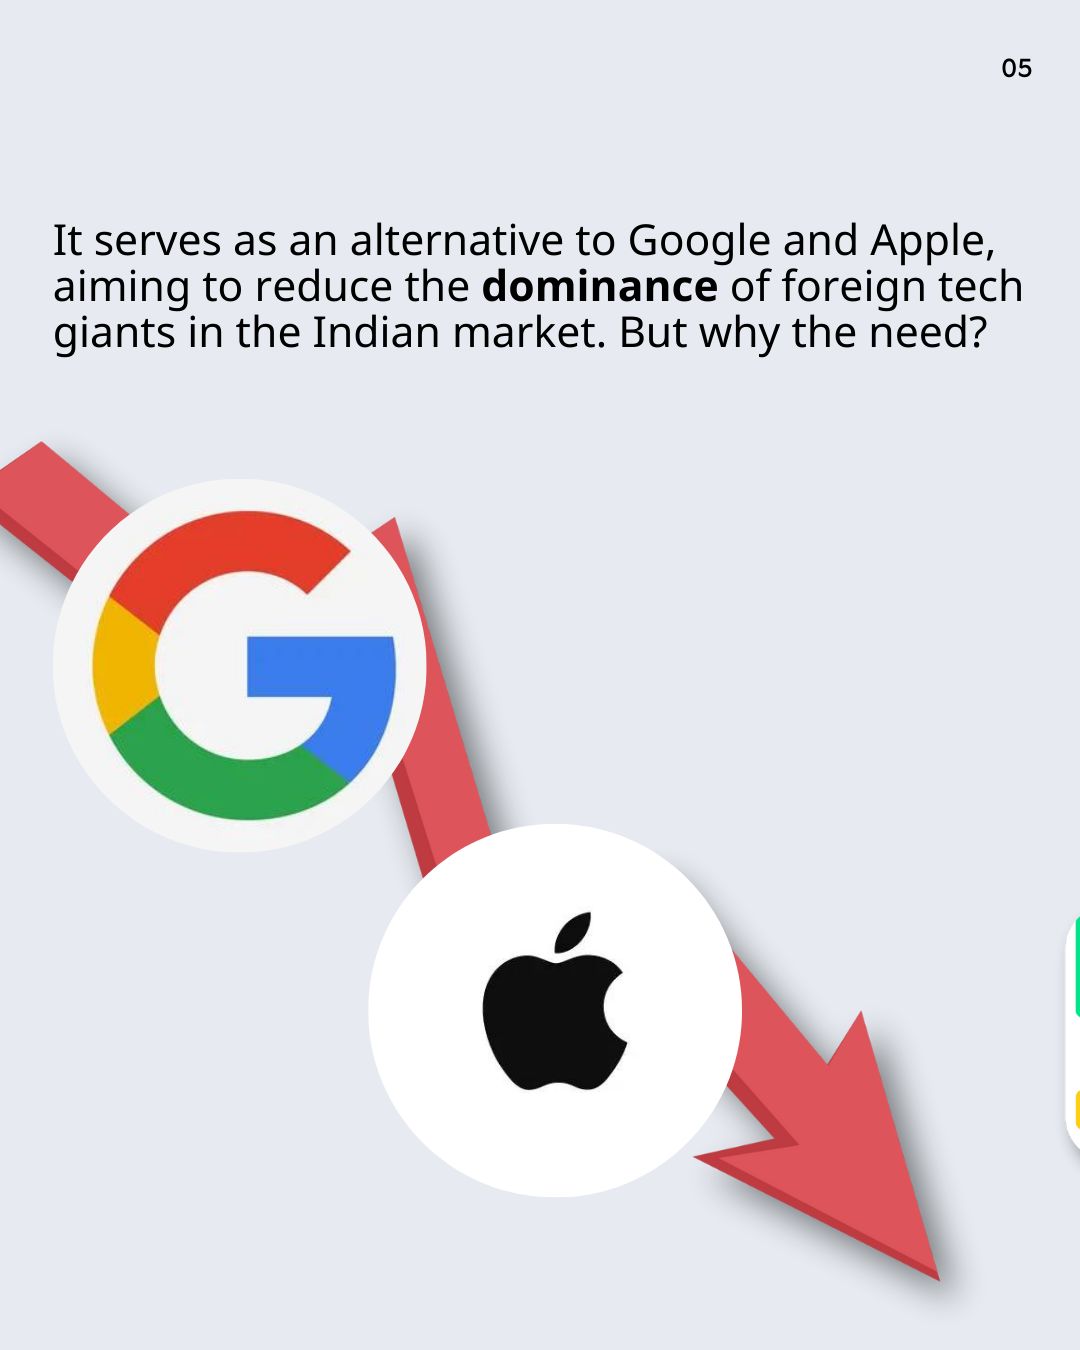 05
It serves as an alternative to Google and Apple,
aiming to reduce the dominance of foreign tech
giants in the Indian market. But why the need?